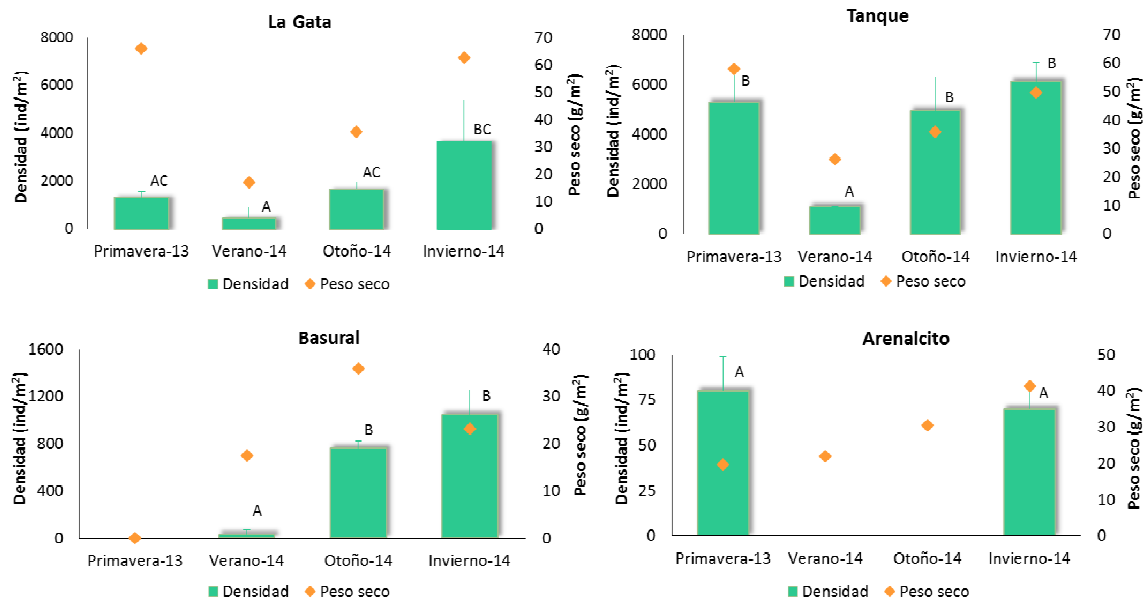 La Gata
Densidad (ind/m²)
8000
6000
4000
2000
0
AC
A
AC
BC
70
60
50
40
30
20
10
0
Peso seco (g/m²)
Primavera-13 Verano-14 Otoño-14 Invierno-14
Densidad Peso seco
Tanque
Densidad (ind/m²)
8000
6000
4000
2000
0
B
A
B
B
70
60
50
40
30
20
10
0
Peso seco (g/m²)
Primavera-13 Verano-14 Otoño-14 Invierno-14
Densidad Peso seco
Basural
Densidad (ind/m²)
1600
1200
800
400
0
A
B
B
40
30
20
10
0
Peso seco (g/m²)
Primavera-13 Verano-14 Otoño-14 Invierno-14
Densidad Peso seco
Arenalcito
Densidad (ind/m²)
100
75
50
25
0
A
A
50
40
30
20
10
0
Peso seco (g/m²)
Primavera-13 Verano-14 Otoño-14 Invierno-14
Densidad Peso seco